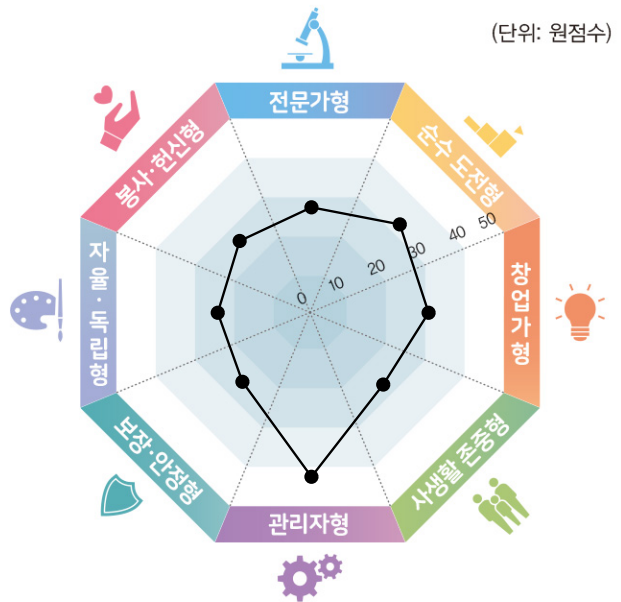 (단위: 원점수)
전문가형
순수 도전형
창업가형
사생활 존중형
관리자형
보장·안정형
자율·독립형
봉사·헌신형
0
10
20
30
40
50